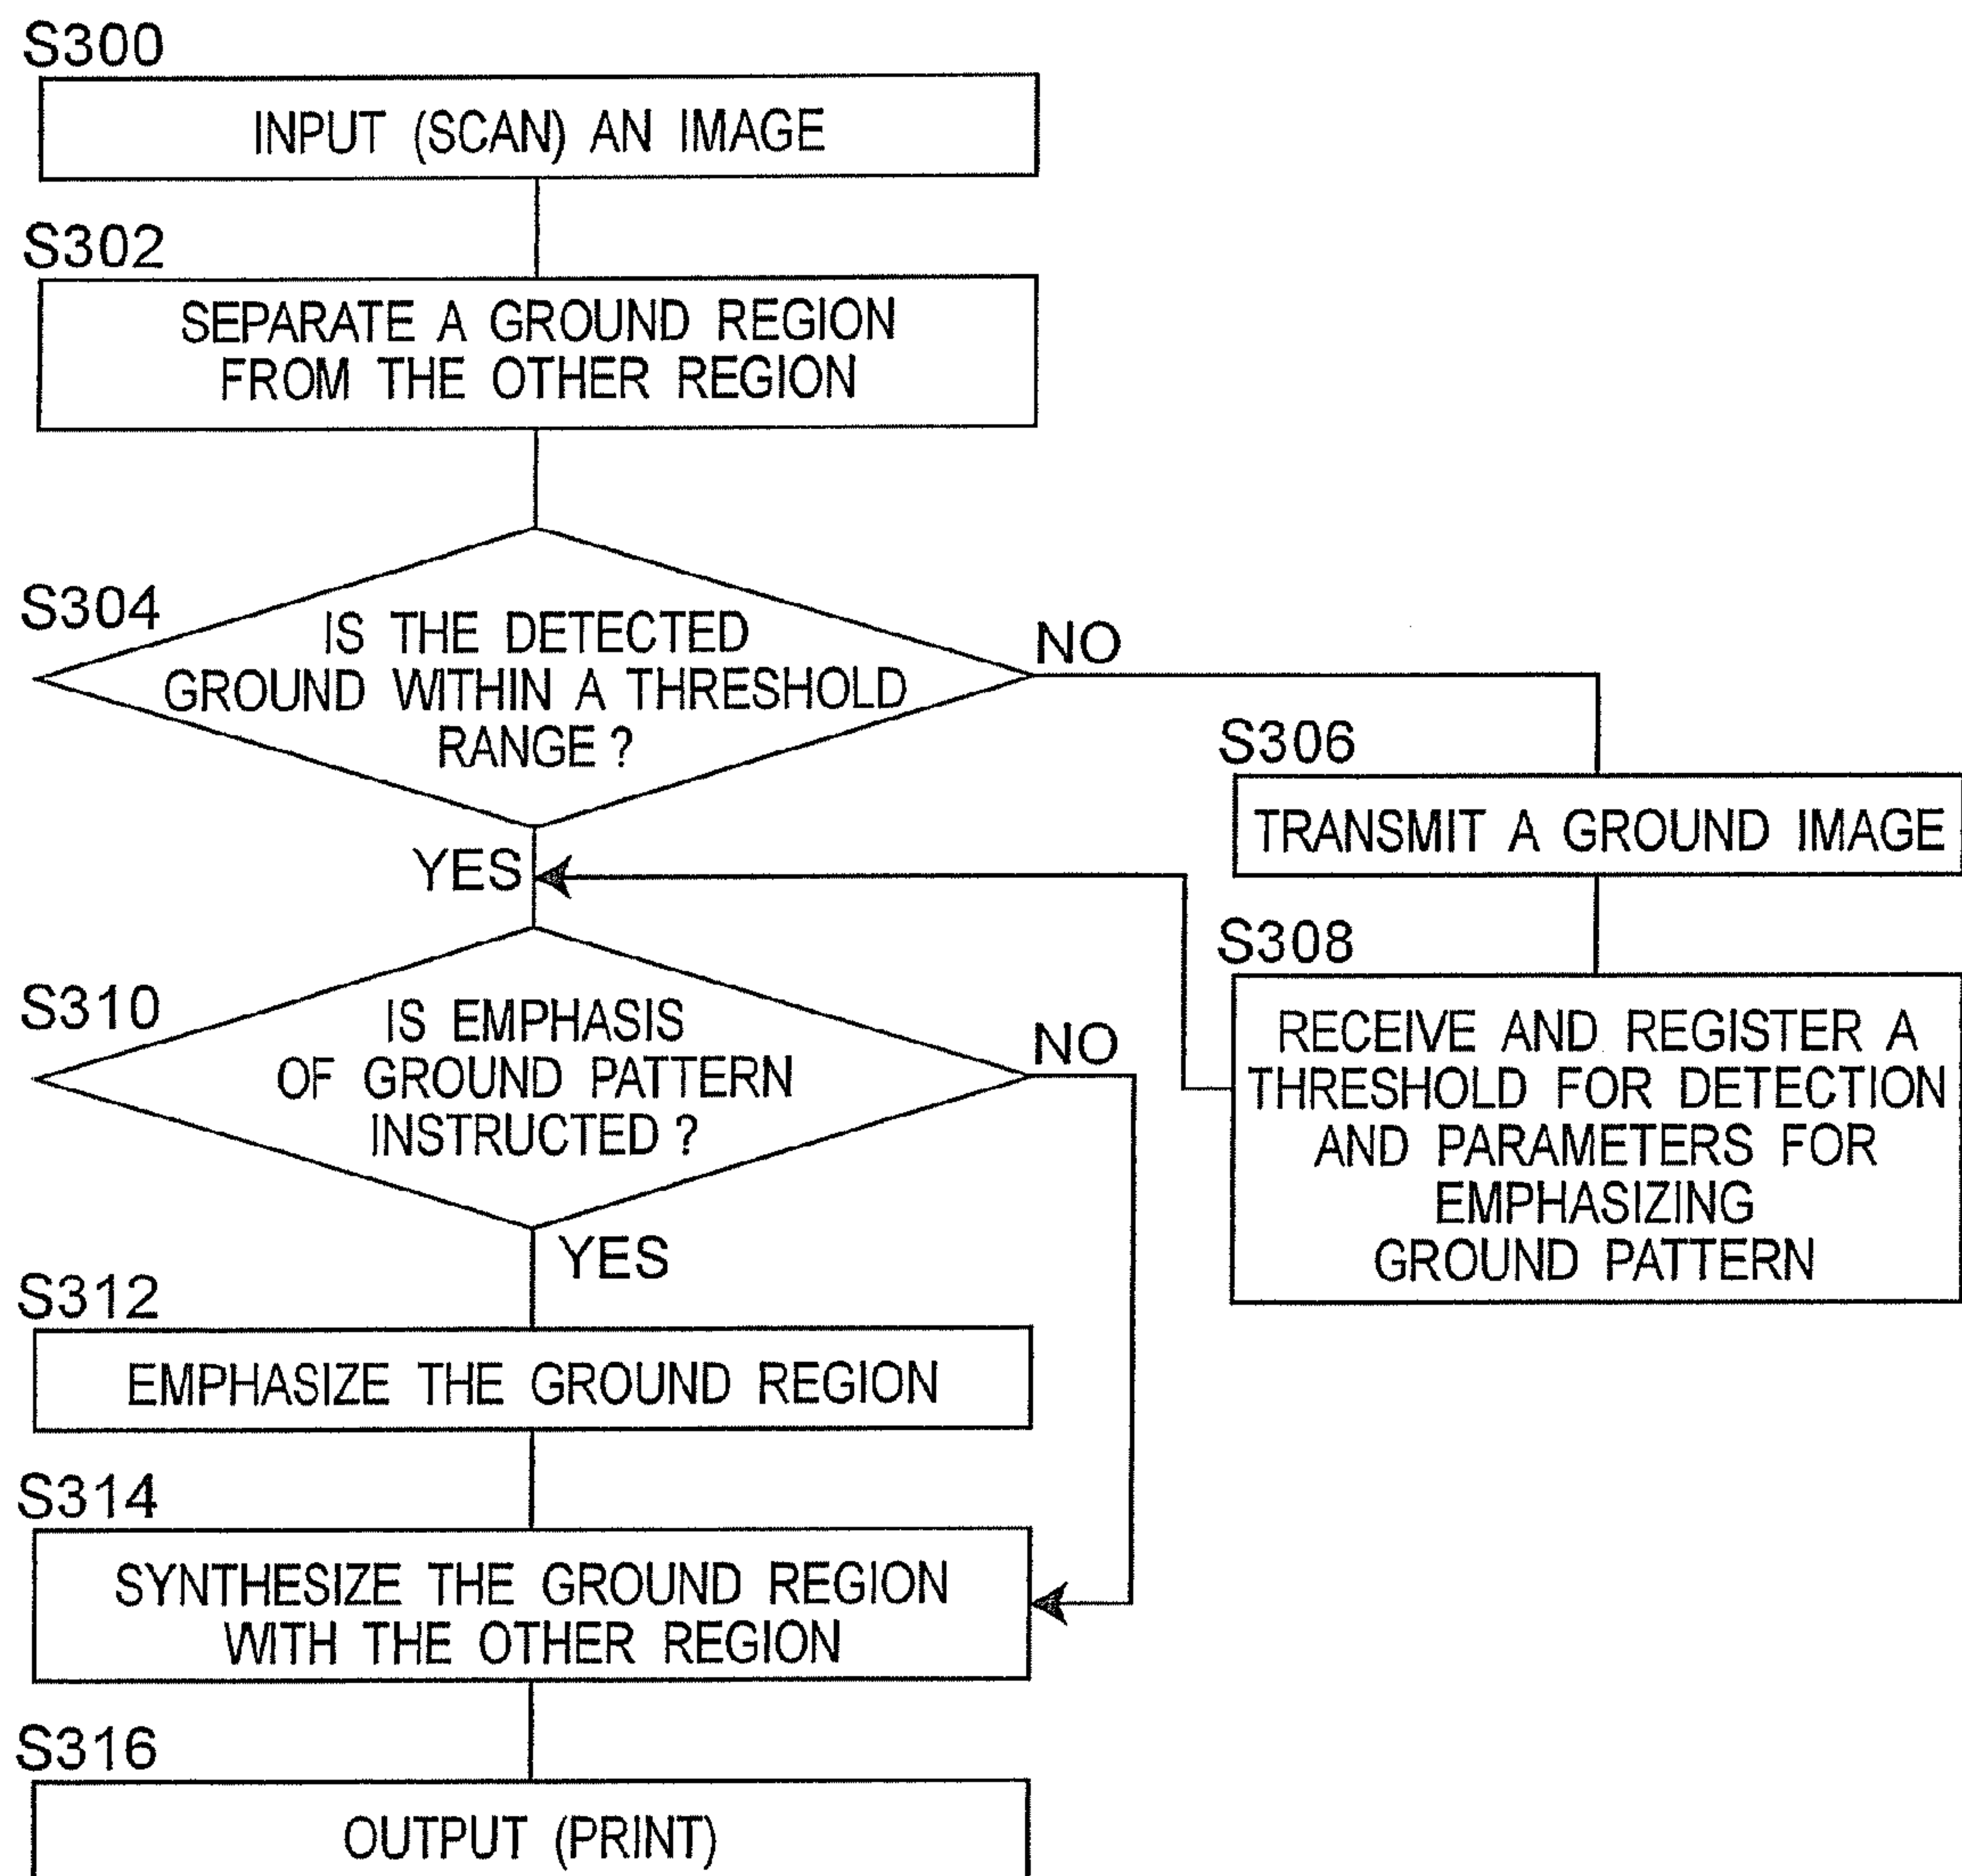 S300
INPUT (SCAN) AN IMAGE
S302
SEPARATE A GROUND REGION
FROM THE OTHER REGION
S304
IS THE DETECTED
GROUND WITHIN A THRESHOLD
RANGE ?
NO
YES
S306
TRANSMIT A GROUND IMAGE
S308
RECEIVE AND REGISTER A
THRESHOLD FOR DETECTION
AND PARAMETERS FOR
EMPHASIZING
GROUND PATTERN
S310
IS EMPHASIS
OF GROUND PATTERN
INSTRUCTED ?
NO
YES
S312
EMPHASIZE THE GROUND REGION
S314
SYNTHESIZE THE GROUND REGION
WITH THE OTHER REGION
S316
OUTPUT (PRINT)